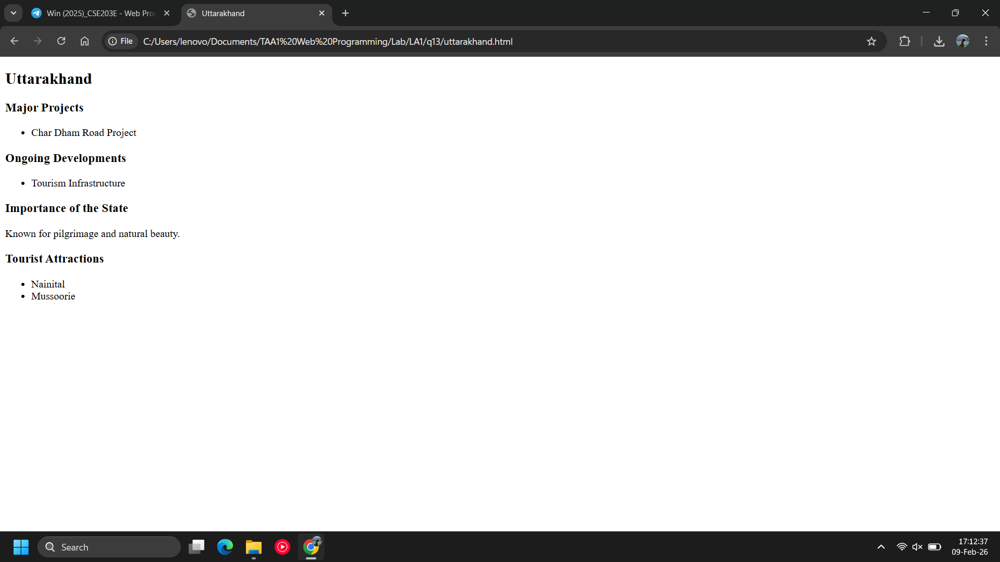 Win (2025)_CSE203E - Web Pro
Uttarakhand
File
C:/Users/lenovo/Documents/TAA1%20Web%20Programming/Lab/LA1/q13/uttarakhand.html
Uttarakhand
Major Projects
Char Dham Road Project
Ongoing Developments
Tourism Infrastructure
Importance of the State
Known for pilgrimage and natural beauty.
Tourist Attractions
Nainital
Mussoorie
Search
17:12:37
09-Feb-26